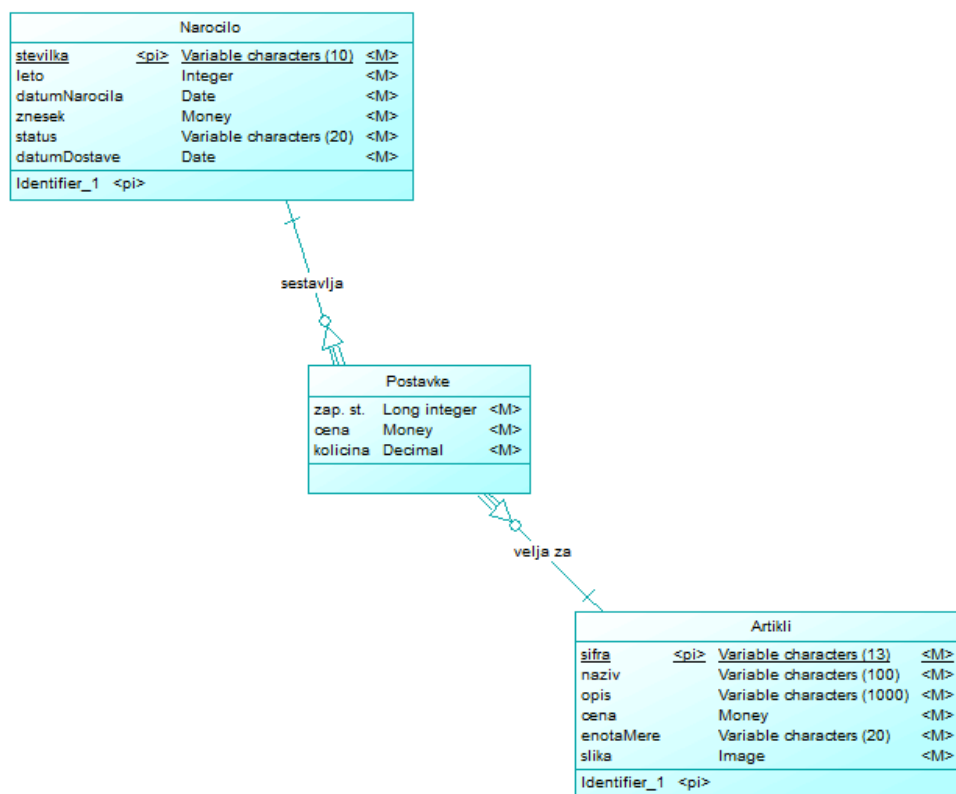 Narocilo
stevilka <pi> Variable characters (10) <M>
leto Integer <M>
datumNarocila Date <M>
znesek Money <M>
status Variable characters (20) <M>
datumDostave Date <M>
Identifier_1 <pi>
sestavlja
Postavke
zap. st. Long integer <M>
cena Money <M>
kolicina Decimal <M>
velja za
Artikli
sifra <pi> Variable characters (13) <M>
naziv Variable characters (100) <M>
opis Variable characters (1000) <M>
cena Money <M>
enotaMere Variable characters (20) <M>
slika Image <M>
Identifier_1 <pi>